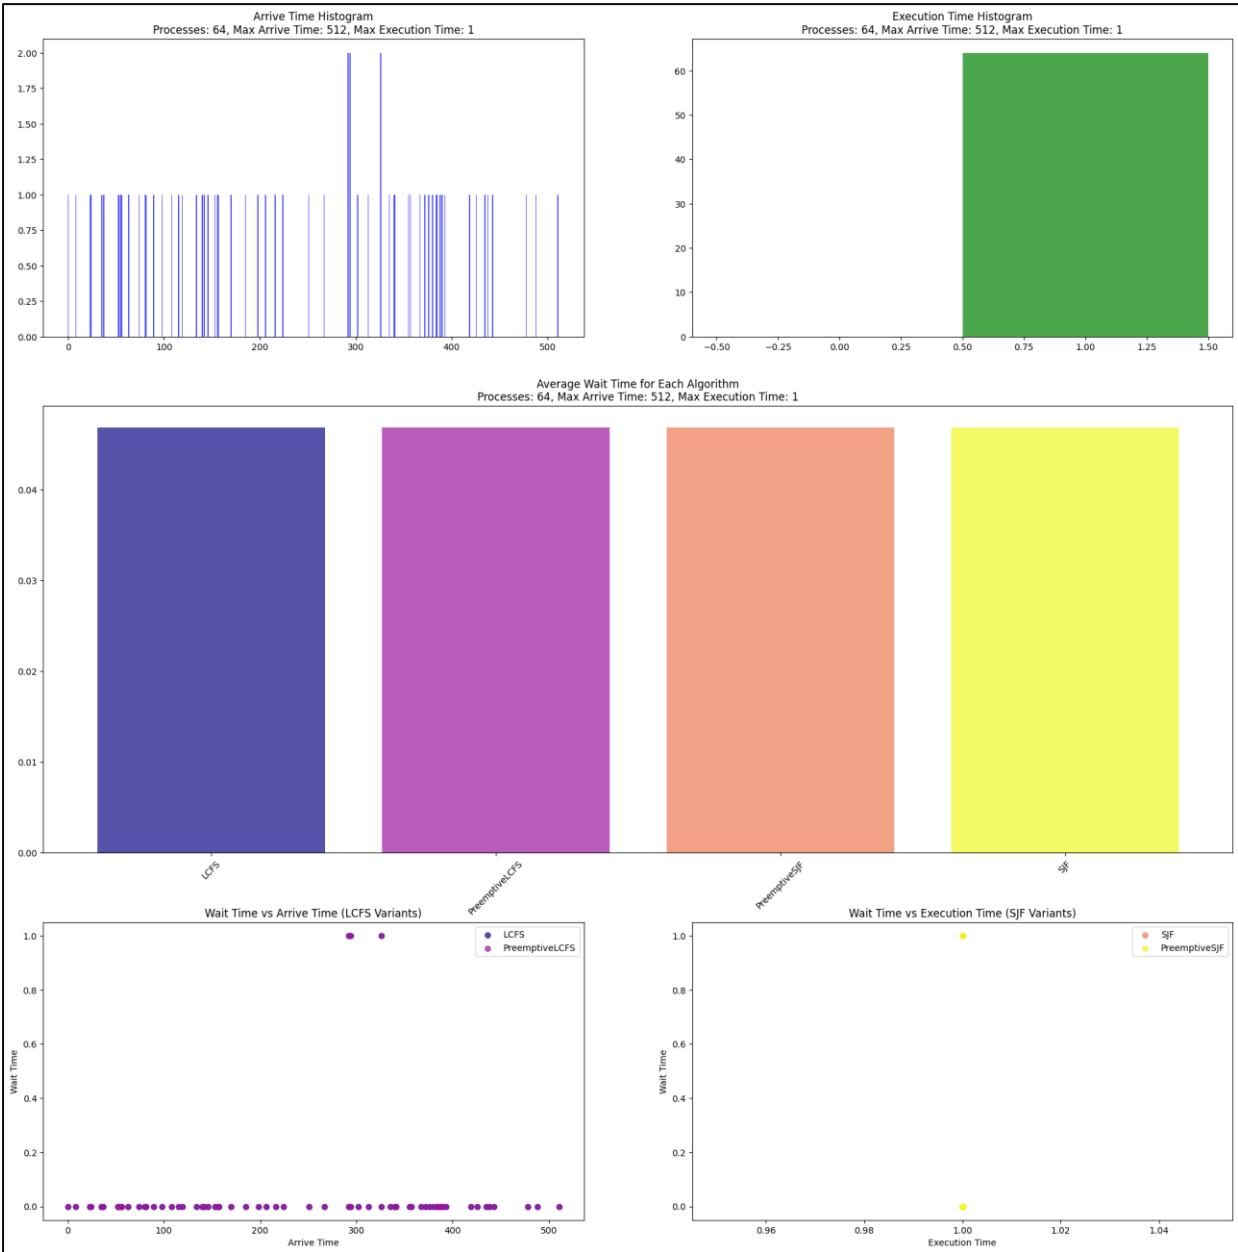 Arrive Time Histogram
Processes: 64, Max Arrive Time: 512, Max Execution Time: 1
2.00
1.75
1.50
1.25
1.00
0.75
0.50
0.25
0.00
0
100
200
300
400
500
Execution Time Histogram
Processes: 64, Max Arrive Time: 512, Max Execution Time: 1
60
50
40
30
20
10
0
−0.50
−0.25
0.00
0.25
0.50
0.75
1.00
1.25
1.50
Average Wait Time for Each Algorithm
Processes: 64, Max Arrive Time: 512, Max Execution Time: 1
0.04
0.03
0.02
0.01
0.00
LCFS
PreemptiveLCFS
PreemptiveSJF
SJF
Wait Time vs Arrive Time (LCFS Variants)
LCFS
PreemptiveLCFS
Wait Time
1.0
0.8
0.6
0.4
0.2
0.0
0
100
200
300
400
500
Arrive Time
Wait Time vs Execution Time (SJF Variants)
SJF
PreemptiveSJF
Wait Time
1.0
0.8
0.6
0.4
0.2
0.0
0.96
0.98
1.00
1.02
1.04
Execution Time